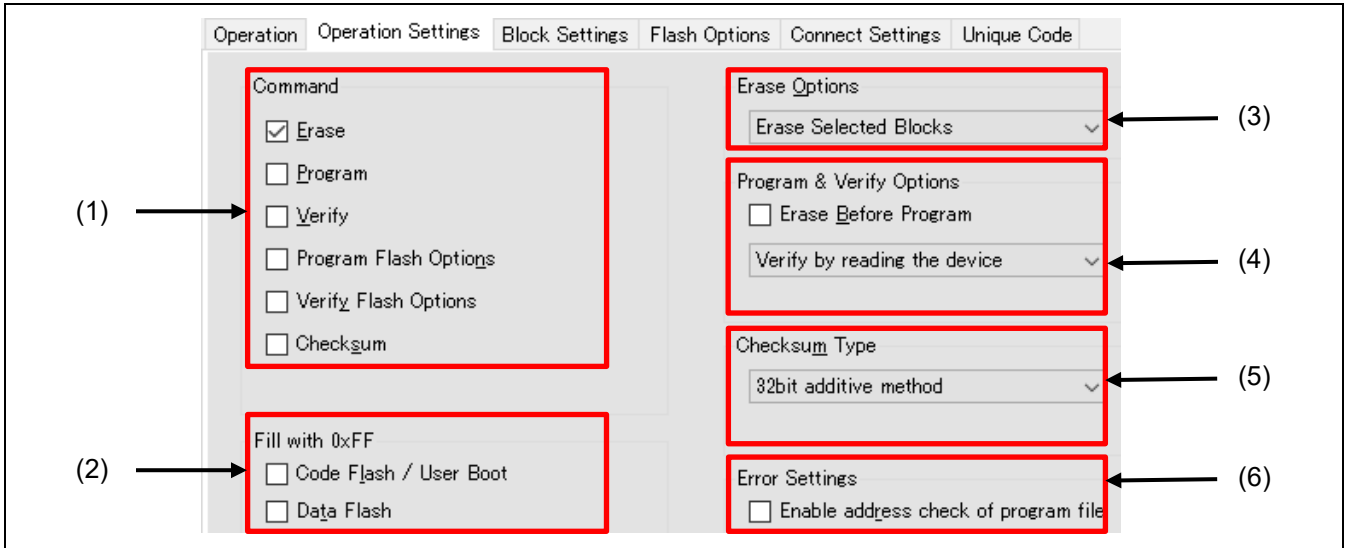 Operation Operation Settings Block Settings Flash Options Connect Settings Unique Code
Command
Erase
Program
Verify
Program Flash Options
Verify Flash Options
Checksum
(1)
Fill with 0xFF
Code Flash / User Boot
Data Flash
(2)
Erase Options
Erase Selected Blocks
(3)
Program & Verify Options
Erase Before Program
Verify by reading the device
(4)
Checksum Type
32bit additive method
(5)
Error Settings
Enable address check of program file
(6)